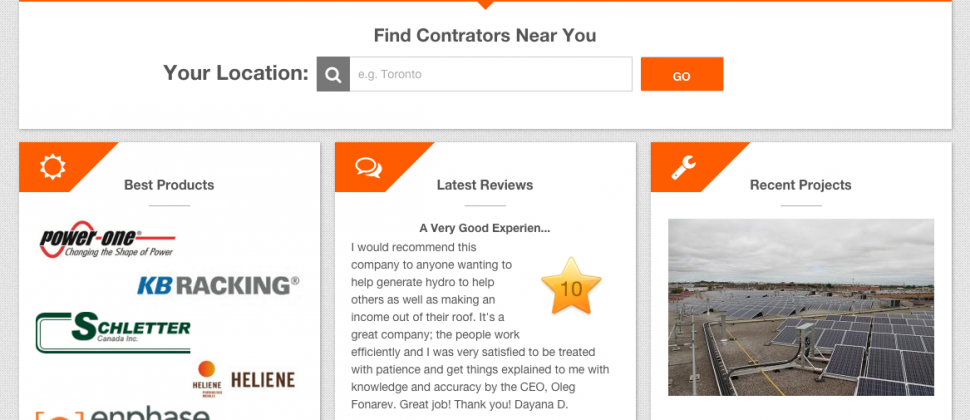 Find Contrators Near You
Your Location:
e.g. Toronto
GO
Best Products
power-one®
Changing the Shape of Power
KB RACKING®
SCHLETTER
Canada Inc.
HELIENE
HELIENE
enphase
Latest Reviews
A Very Good Experien...
I would recommend this
company to anyone wanting to
help generate hydro to help
others as well as making an
income out of their roof. It's a
great company; the people work
efficiently and I was very satisfied to be treated
with patience and get things explained to me with
knowledge and accuracy by the CEO, Oleg
Fonarev. Great job! Thank you! Dayana D.
10
Recent Projects